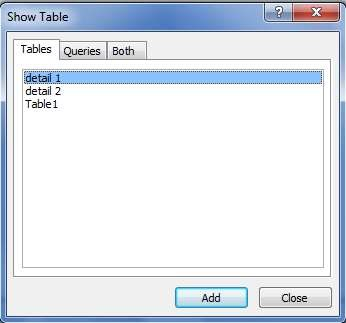 Show Table
?
Tables Queries Both
detail 1
detail 2
Table1
Add Close